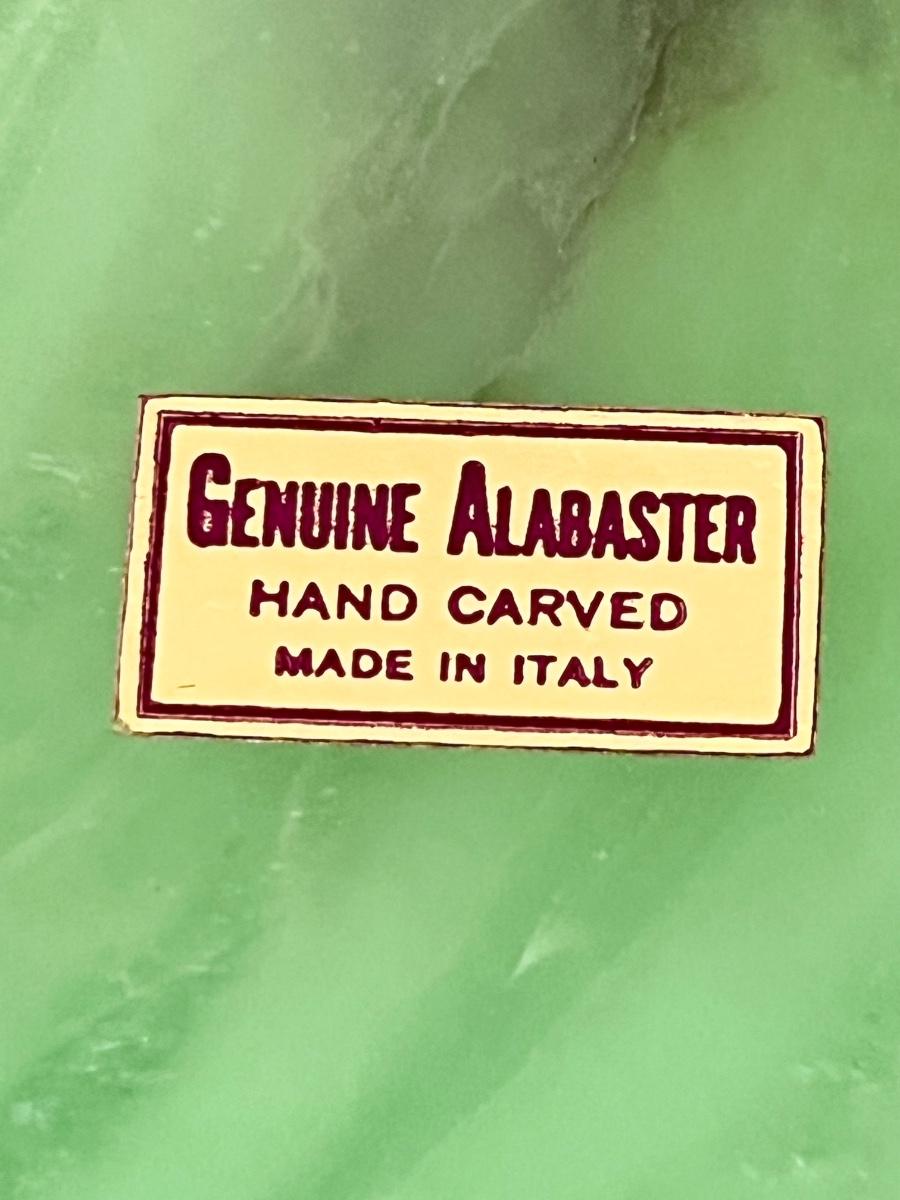 GENUINE ALABASTER
HAND CARVED
MADE IN ITALY